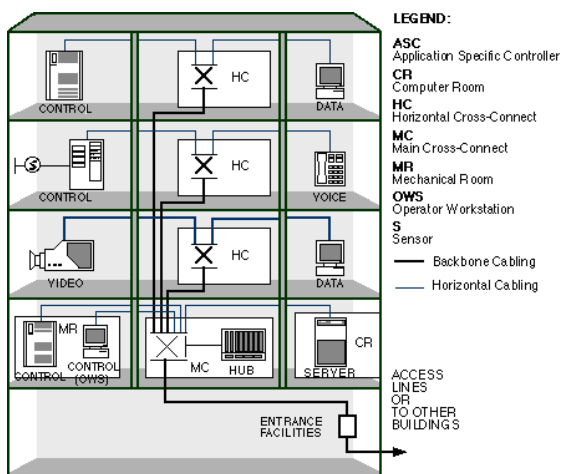 LEGEND:
ASC
Application Specific Controller
CR
Computer Room
HC
Horizontal Cross-Connect
MC
Main Cross-Connect
MR
Mechanical Room
OWS
Operator Workstation
S
Sensor
Backbone Cabling
Horizontal Cabling
HC
CONTROL
DATA
S
HC
CONTROL
VOICE
HC
VIDEO
DATA
MR
CONTROL
CONTROL
(OWS)
MC
HUB
CR
SERVER
ENTRANCE
FACILITIES
ACCESS
LINES
OR
TO OTHER
BUILDINGS